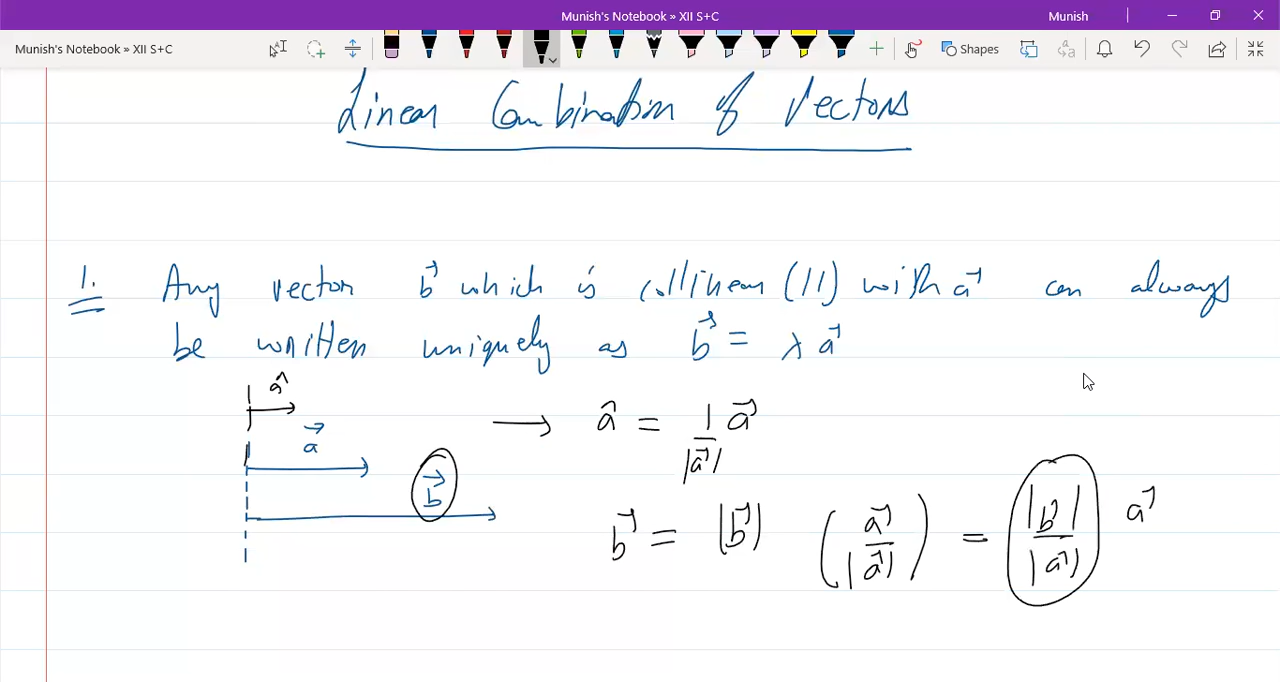 Munish's Notebook » XII S+C
Munish
Munish's Notebook » XII S+C
Shapes
Linear Combination of Vectors
1. Any vector b⃗ which is collinear (||) with a⃗ can always
be written uniquely as b⃗ = λ a⃗
â
a⃗
b⃗
→ â = 1/|a⃗| a⃗
b⃗ = |b⃗| (a⃗/|a⃗|) = |b⃗|/|a⃗| a⃗